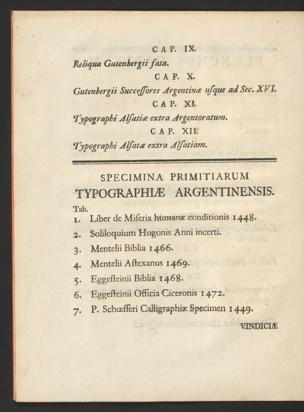 CAP. IX.
Reliqua Gutenbergii fata.
CAP. X.
Gutenbergii Successores Argentinæ usque ad Sec. XVI.
CAP. XI.
Typographi Alsatiæ extra Argentoratum.
CAP. XII.
Typographi Alsatæ extra Alsatiam.
SPECIMINA PRIMITIARUM
TYPOGRAPHIÆ ARGENTINENSIS.
Tab.
1. Liber de Miseria humanæ conditionis 1448.
2. Soliloquium Hugonis Anni incerti.
3. Mentelii Biblia 1466.
4. Mentelii Astexanus 1469.
5. Eggesteinii Biblia 1468.
6. Eggesteinii Officia Ciceronis 1472.
7. P. Schœfferi Calligraphiæ Specimen 1449.
VINDICIÆ